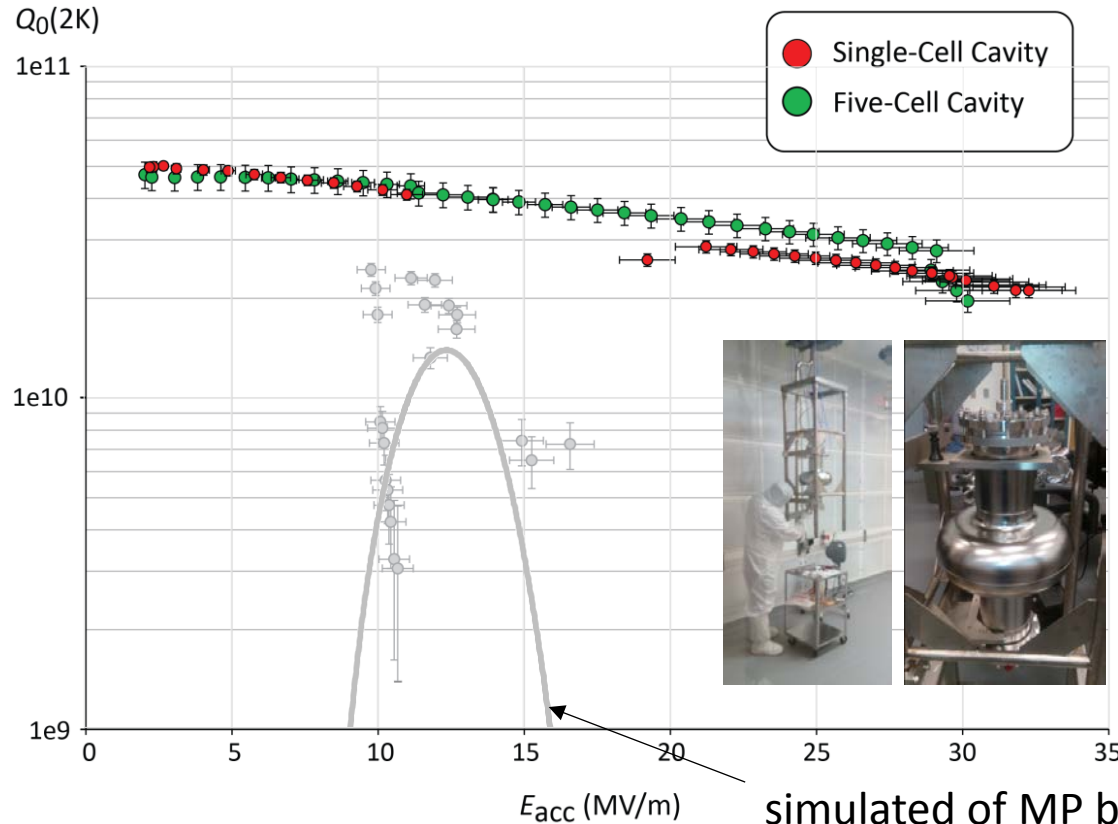 Q0(2K)
1e11
Single-Cell Cavity
Five-Cell Cavity
1e10
1e9
0 5 10 15 20 25 30 35
Eacc (MV/m)
simulated of MP b